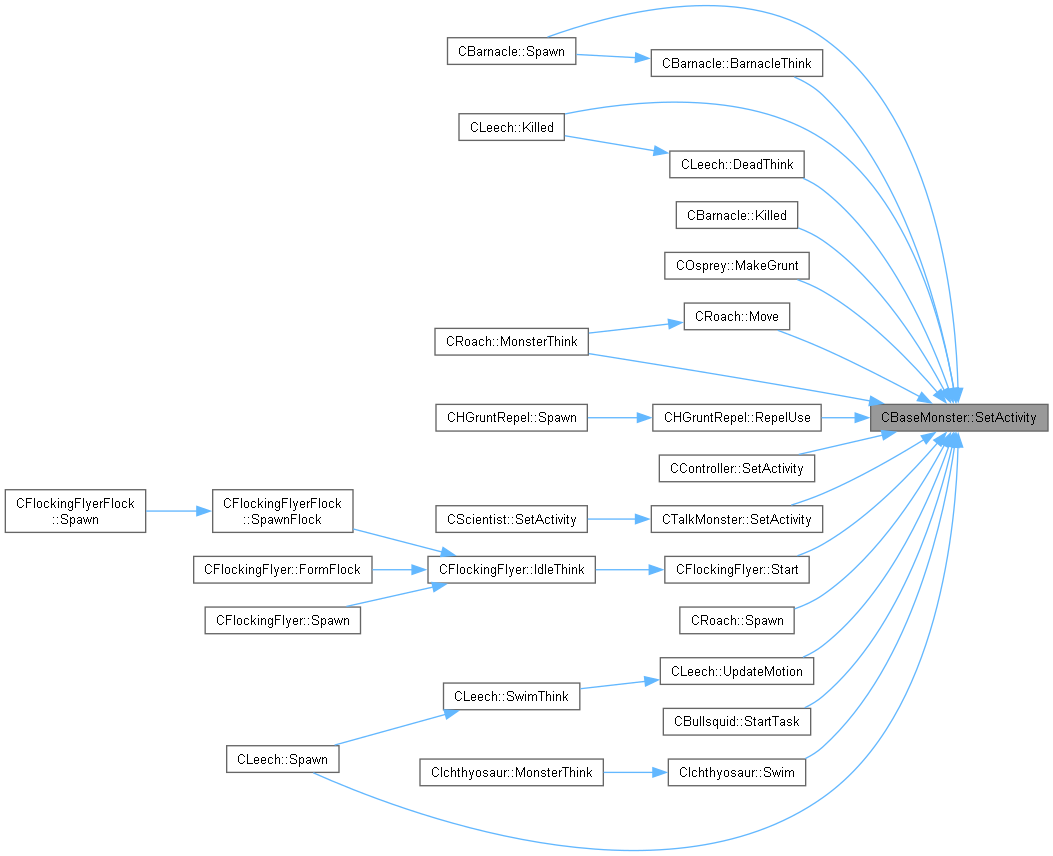 CBarnacle::Spawn
CBarnacle::BarnacleThink
CLeech::Killed
CLeech::DeadThink
CBarnacle::Killed
COsprey::MakeGrunt
CRoach::Move
CRoach::MonsterThink
CHGruntRepel::Spawn
CHGruntRepel::RepelUse
CBaseMonster::SetActivity
CController::SetActivity
CFlockingFlyerFlock
::Spawn
CFlockingFlyerFlock
::SpawnFlock
CScientist::SetActivity
CTalkMonster::SetActivity
CFlockingFlyer::FormFlock
CFlockingFlyer::IdleThink
CFlockingFlyer::Start
CFlockingFlyer::Spawn
CRoach::Spawn
CLeech::UpdateMotion
CLeech::SwimThink
CBullsquid::StartTask
CLeech::Spawn
CIchthyosaur::MonsterThink
CIchthyosaur::Swim